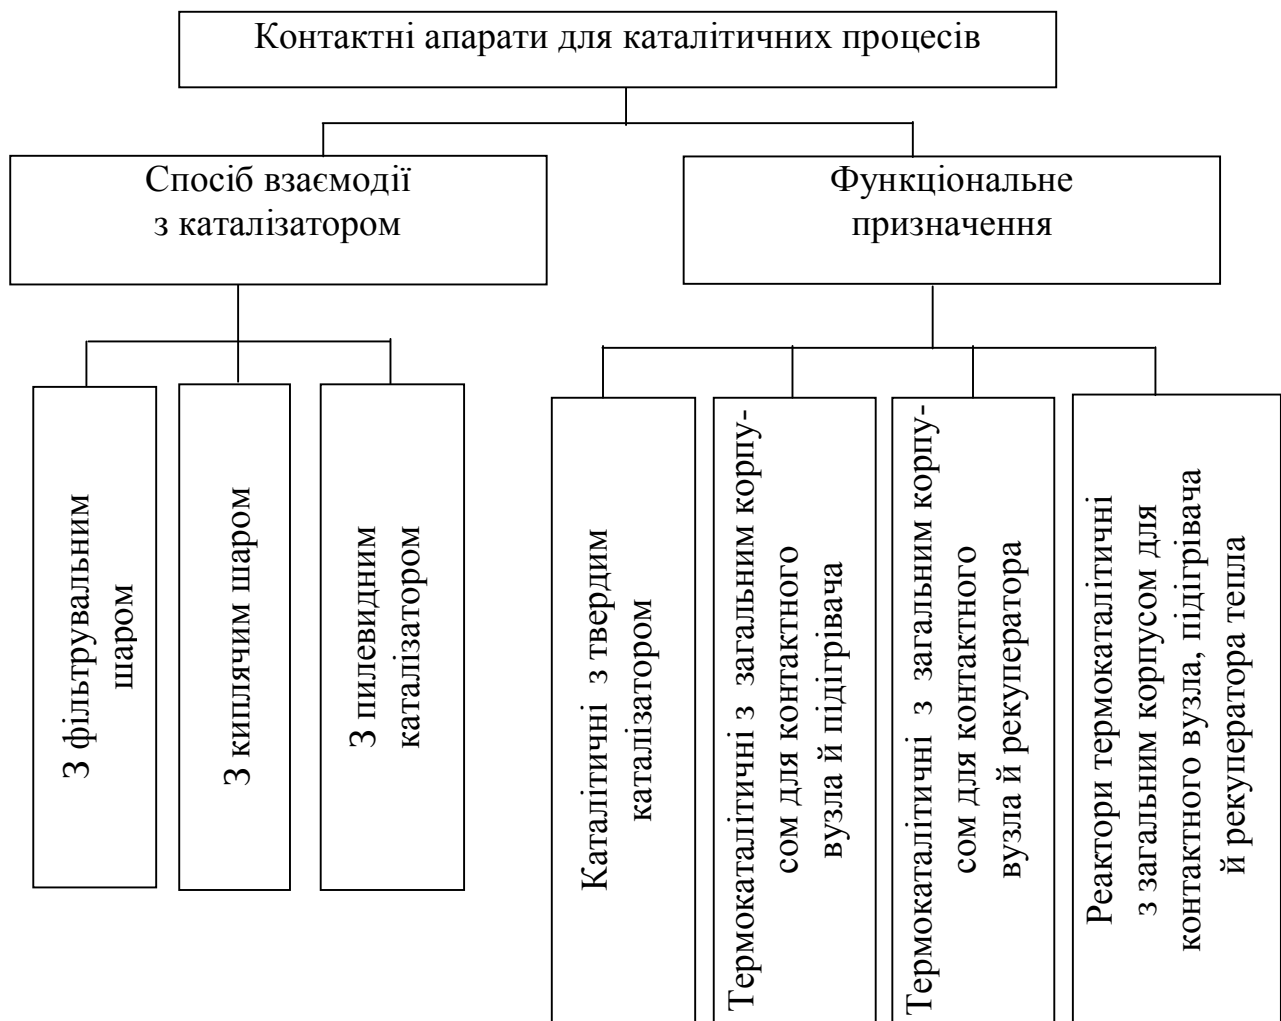 Контактні апарати для каталітичних процесів
Спосіб взаємодії
з каталізатором
Функціональне
призначення
З фільтрувальним
шаром
З киплячим шаром
З пилевидним
каталізатором
Каталітичні з твердим
каталізатором
Термокаталітичні з загальним корпу-
сом для контактного
вузла й підігрівача
Термокаталітичні з загальним корпу-
сом для контактного
вузла й рекуператора
Реактори термокаталітичні
з загальним корпусом для
контактного вузла, підігрівача
й рекуператора тепла